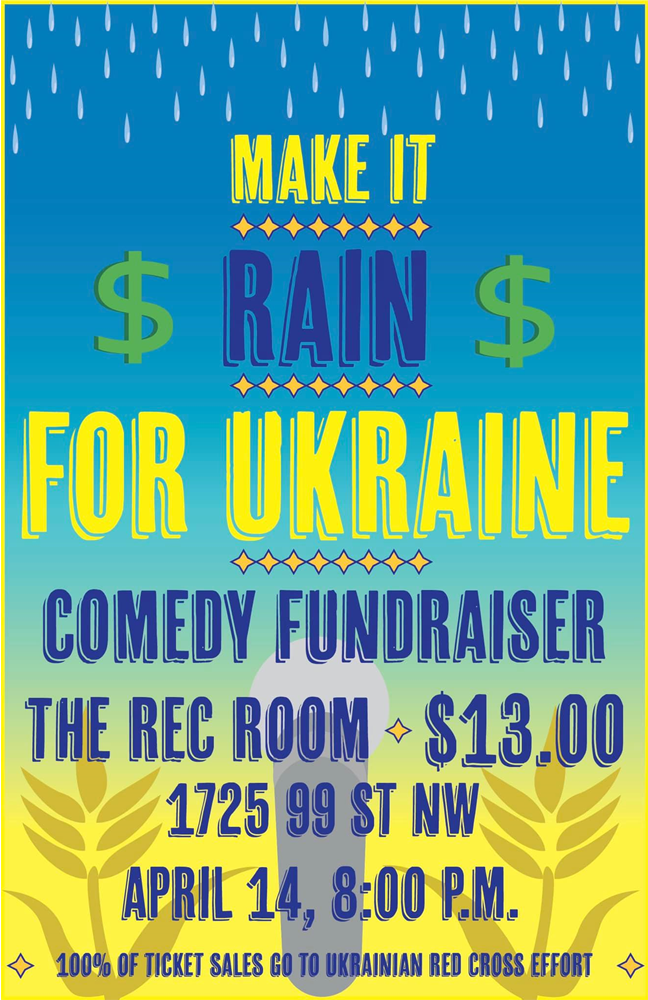 MAKE IT
$ RAIN $
FOR UKRAINE
COMEDY FUNDRAISER
THE REC ROOM $13.00
1725 99 ST NW
APRIL 14, 8:00 P.M.
100% OF TICKET SALES GO TO UKRAINIAN RED CROSS EFFORT